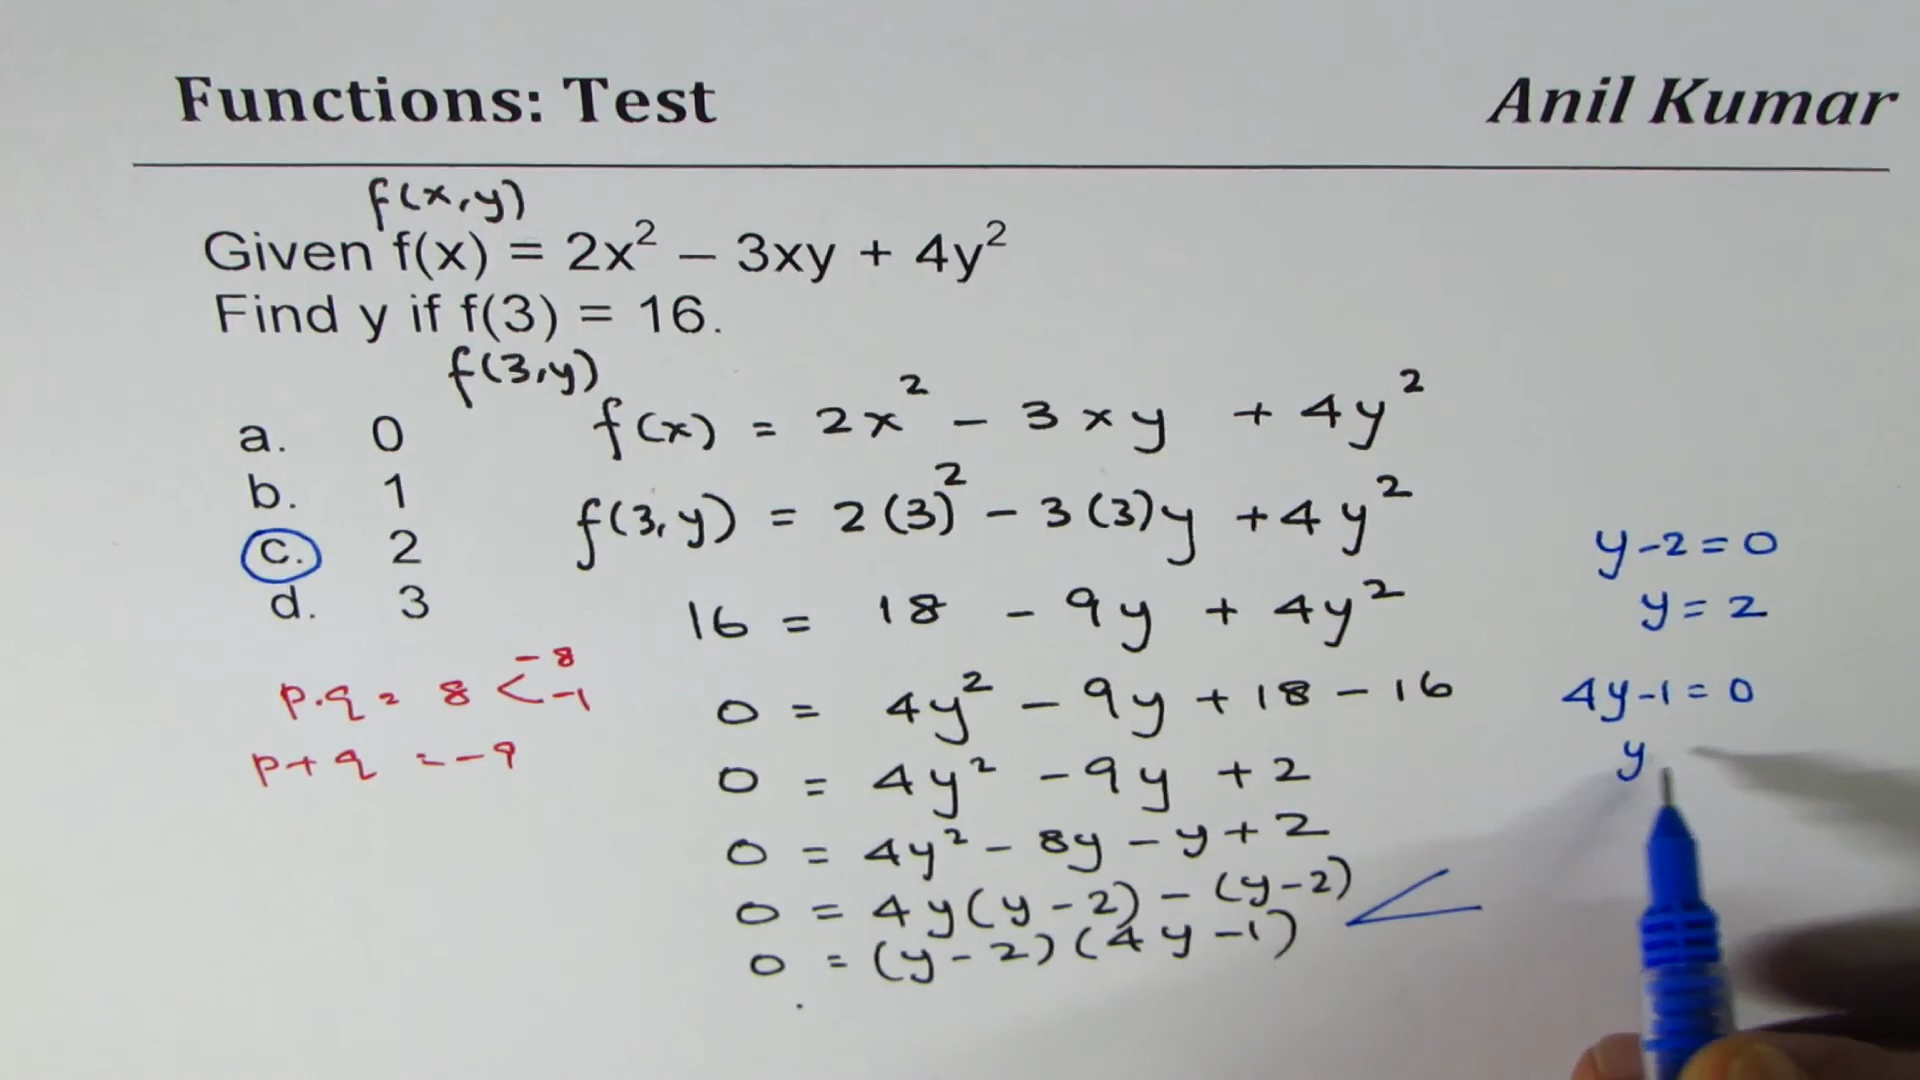 Functions: Test
Anil Kumar
f(x,y)
Given f(x) = 2x² – 3xy + 4y²
Find y if f(3) = 16.
f(3,y)
a. 0
b. 1
c. 2
d. 3
f(x) = 2x² - 3xy + 4y²
f(3,y) = 2(3)² - 3(3)y + 4y²
16 = 18 - 9y + 4y²
0 = 4y² - 9y + 18 - 16
0 = 4y² - 9y + 2
0 = 4y² - 8y - y + 2
0 = 4y(y-2) - (y-2)
0 = (y-2)(4y-1)
p.q = 8 < -8
-1
p+q = -9
y-2=0
y=2
4y-1=0
y